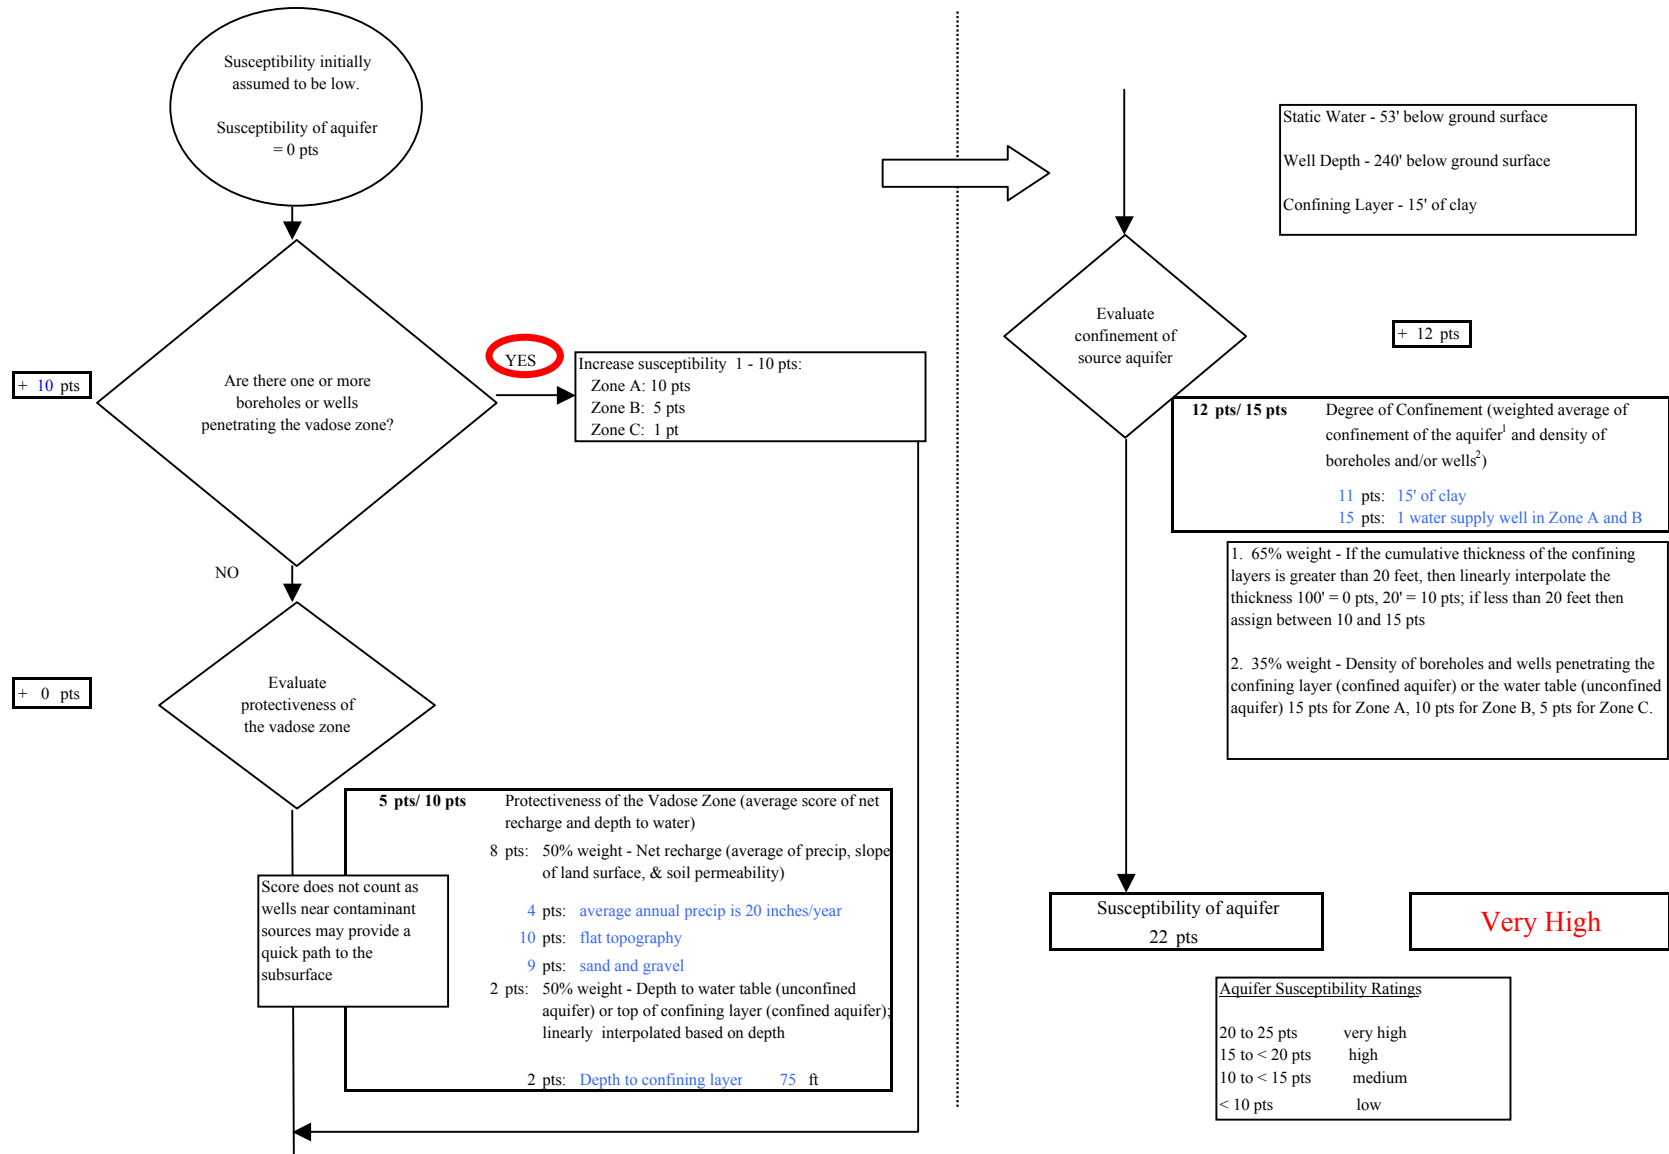 Susceptibility initially
assumed to be low.
Susceptibility of aquifer
= 0 pts
+ 10 pts
Are there one or more
boreholes or wells
penetrating the vadose zone?
YES
Increase susceptibility 1 - 10 pts:
Zone A: 10 pts
Zone B: 5 pts
Zone C: 1 pt
NO
+ 0 pts
Evaluate
protectiveness of
the vadose zone
5 pts/ 10 pts Protectiveness of the Vadose Zone (average score of net
recharge and depth to water)
8 pts: 50% weight - Net recharge (average of precip, slope
of land surface, & soil permeability)
4 pts: average annual precip is 20 inches/year
10 pts: flat topography
9 pts: sand and gravel
2 pts: 50% weight - Depth to water table (unconfined
aquifer) or top of confining layer (confined aquifer);
linearly interpolated based on depth
2 pts: Depth to confining layer 75 ft
Score does not count as
wells near contaminant
sources may provide a
quick path to the
subsurface
Static Water - 53' below ground surface
Well Depth - 240' below ground surface
Confining Layer - 15' of clay
Evaluate
confinement of
source aquifer
+ 12 pts
12 pts/ 15 pts Degree of Confinement (weighted average of
confinement of the aquifer1 and density of
boreholes and/or wells2)
11 pts: 15' of clay
15 pts: 1 water supply well in Zone A and B
1. 65% weight - If the cumulative thickness of the confining
layers is greater than 20 feet, then linearly interpolate the
thickness 100' = 0 pts, 20' = 10 pts; if less than 20 feet then
assign between 10 and 15 pts
2. 35% weight - Density of boreholes and wells penetrating the
confining layer (confined aquifer) or the water table (unconfined
aquifer) 15 pts for Zone A, 10 pts for Zone B, 5 pts for Zone C.
Susceptibility of aquifer
22 pts
Very High
Aquifer Susceptibility Ratings
20 to 25 pts very high
15 to < 20 pts high
10 to < 15 pts medium
< 10 pts low